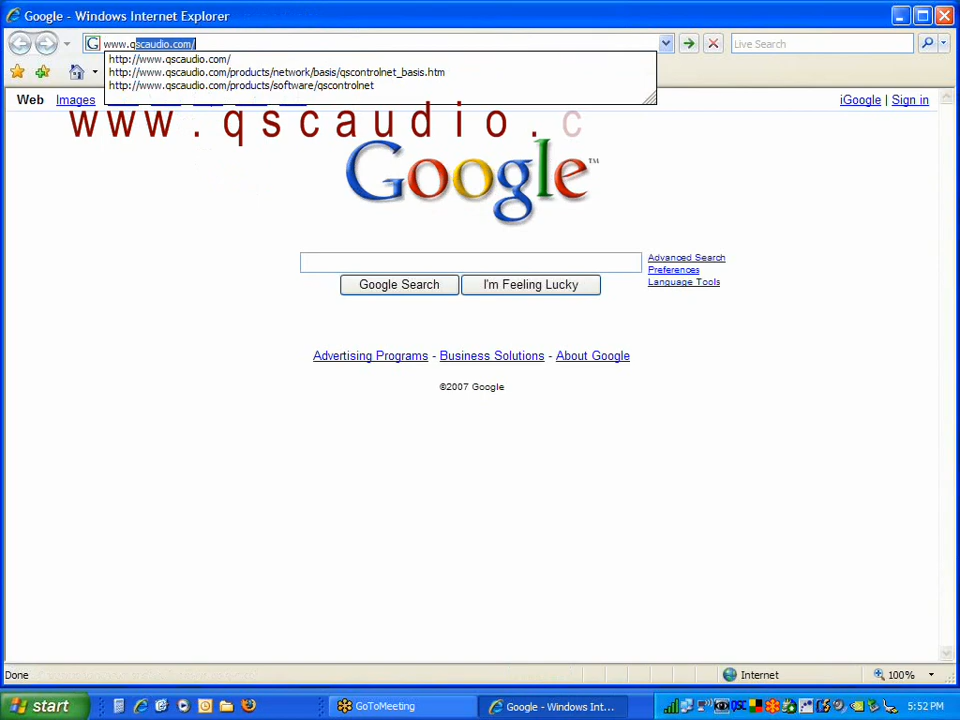 Google - Windows Internet Explorer
www.qscaudio.com/
Live Search
http://www.qscaudio.com/
http://www.qscaudio.com/products/network/basis/qscontrolnet_basis.htm
http://www.qscaudio.com/products/software/qscontrolnet
Web Images
iGoogle | Sign in
www.qscaudio.c
Google™
Advanced Search
Preferences
Language Tools
Google Search I'm Feeling Lucky
Advertising Programs - Business Solutions - About Google
©2007 Google
Done
Internet
100%
start
GoToMeeting
Google - Windows Int...
QSC
5:52 PM